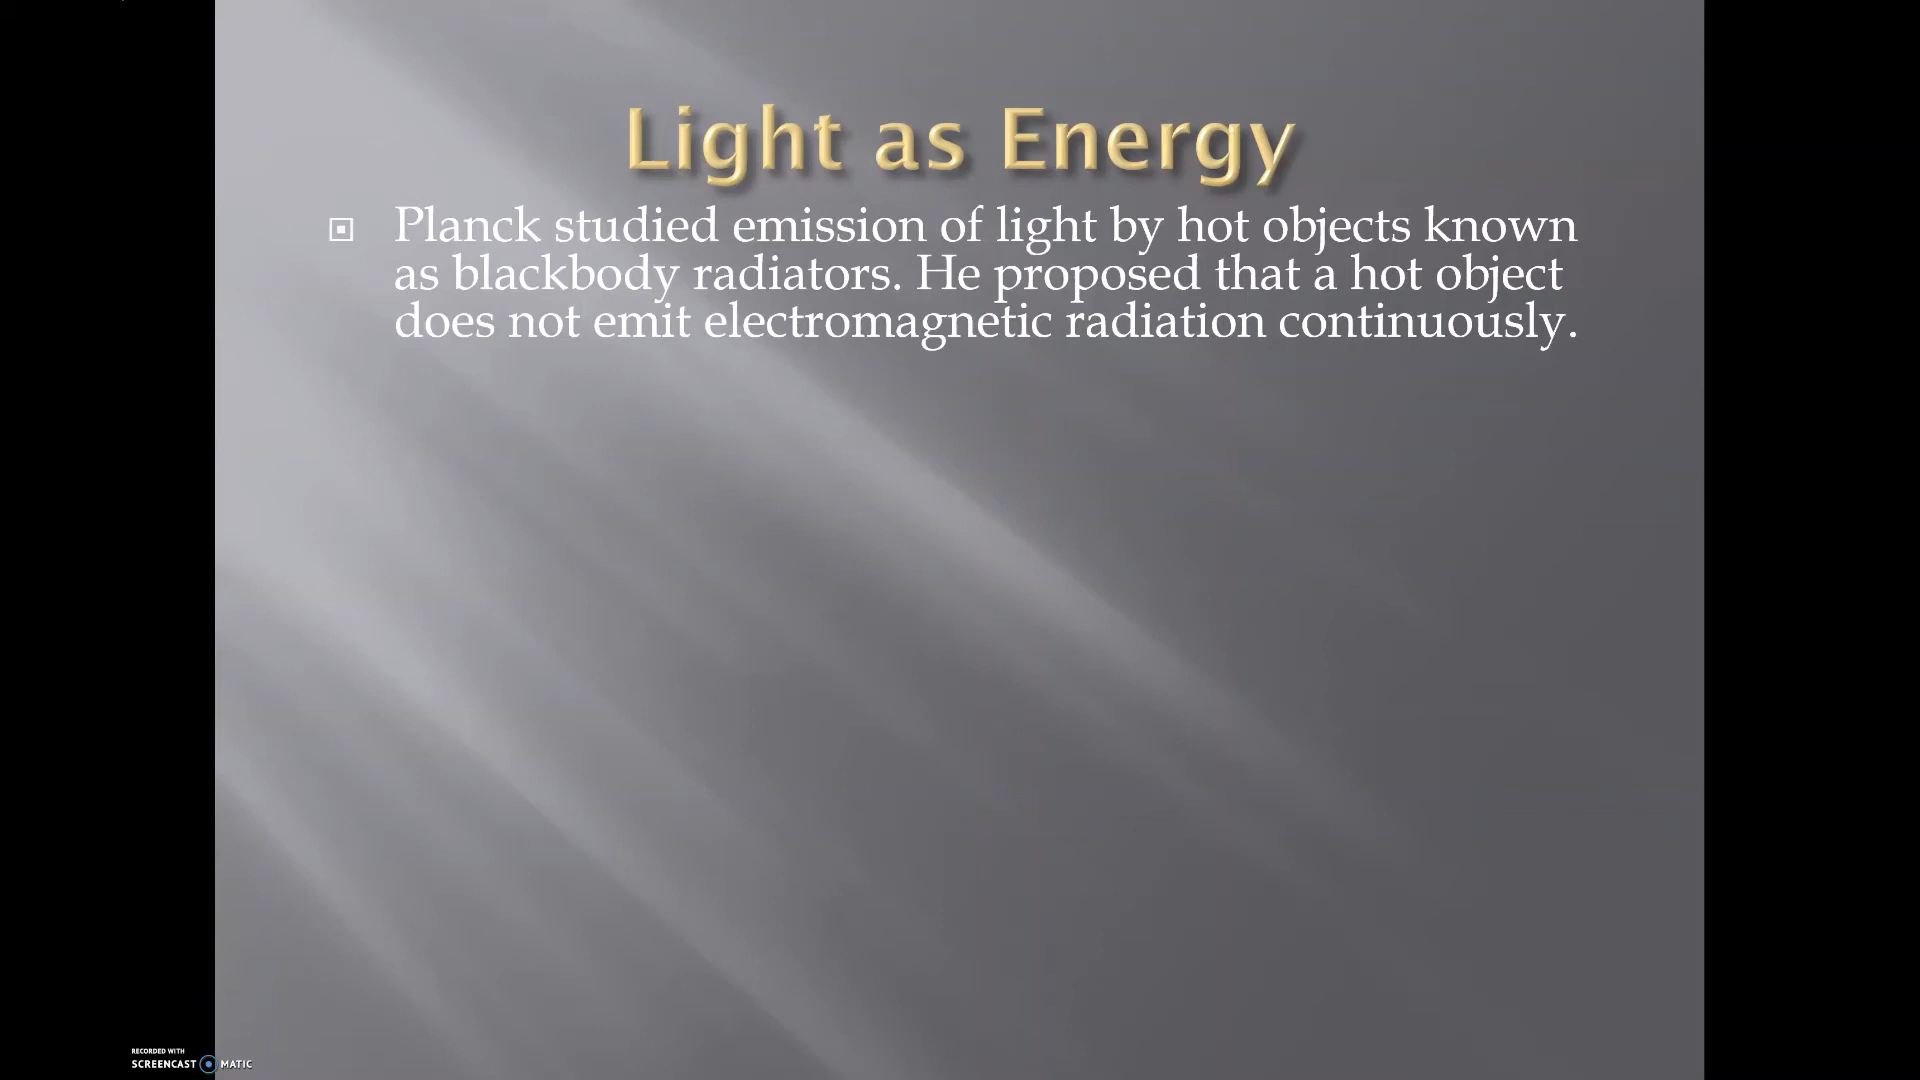 Light as Energy
Planck studied emission of light by hot objects known
as blackbody radiators. He proposed that a hot object
does not emit electromagnetic radiation continuously.
RECORDED WITH
SCREENCAST MATIC